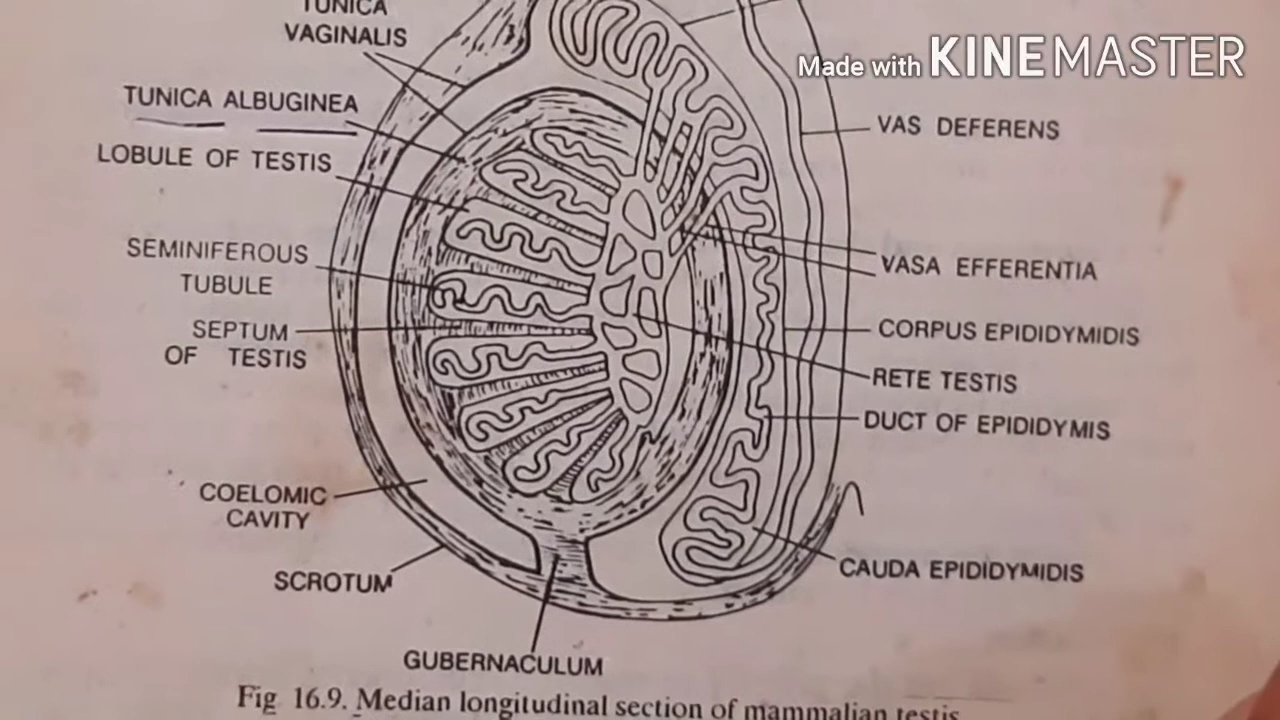 TUNICA
VAGINALIS
TUNICA ALBUGINEA
LOBULE OF TESTIS
SEMINIFEROUS
TUBULE
SEPTUM
OF TESTIS
COELOMIC
CAVITY
SCROTUM
GUBERNACULUM
Made with KINEMASTER
VAS DEFERENS
VASA EFFERENTIA
CORPUS EPIDIDYMIDIS
RETE TESTIS
DUCT OF EPIDIDYMIS
CAUDA EPIDIDYMIDIS
Fig 16.9. Median longitudinal section of mammalian testis